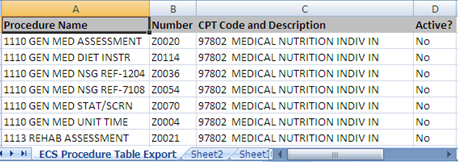 A B C D
Procedure Name Number CPT Code and Description Active?
1110 GEN MED ASSESSMENT Z0020 97802 MEDICAL NUTRITION INDIV IN No
1110 GEN MED DIET INSTR Z0114 97802 MEDICAL NUTRITION INDIV IN No
1110 GEN MED NSG REF-1204 Z0036 97802 MEDICAL NUTRITION INDIV IN No
1110 GEN MED NSG REF-7108 Z0054 97802 MEDICAL NUTRITION INDIV IN No
1110 GEN MED STAT/SCRN Z0070 97802 MEDICAL NUTRITION INDIV IN No
1110 GEN MED UNIT TIME Z0004 97802 MEDICAL NUTRITION INDIV IN No
1113 REHAB ASSESSMENT Z0021 97802 MEDICAL NUTRITION INDIV IN No
ECS Procedure Table Export Sheet2